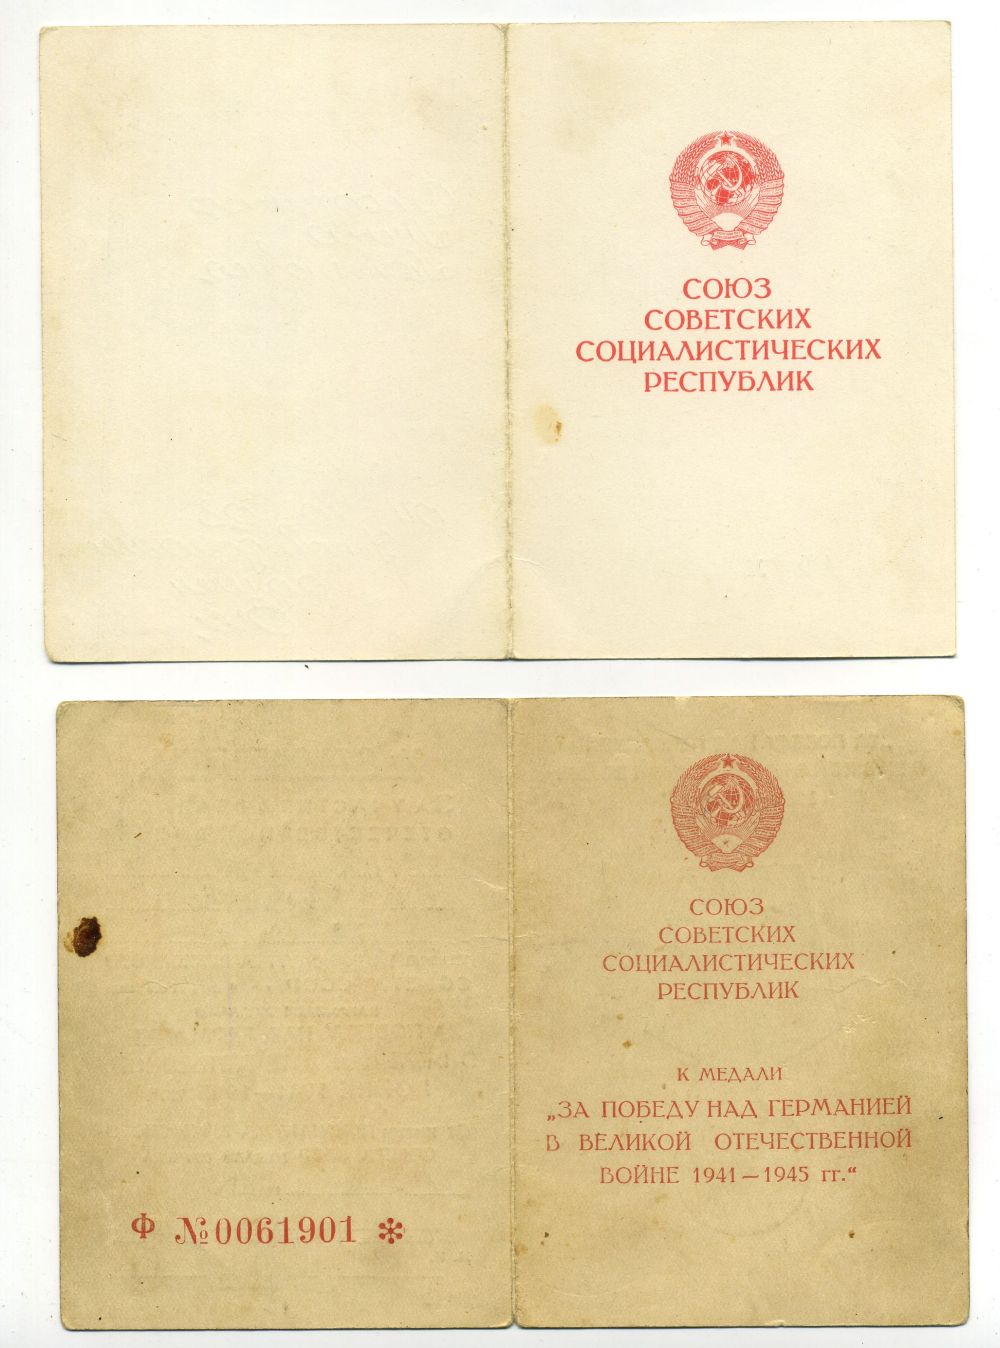 СОЮЗ
СОВЕТСКИХ
СОЦИАЛИСТИЧЕСКИХ
РЕСПУБЛИК
СОЮЗ
СОВЕТСКИХ
СОЦИАЛИСТИЧЕСКИХ
РЕСПУБЛИК
К МЕДАЛИ
„ЗА ПОБЕДУ НАД ГЕРМАНИЕЙ
В ВЕЛИКОЙ ОТЕЧЕСТВЕННОЙ
ВОЙНЕ 1941—1945 гг.“
Ф №0061901 *